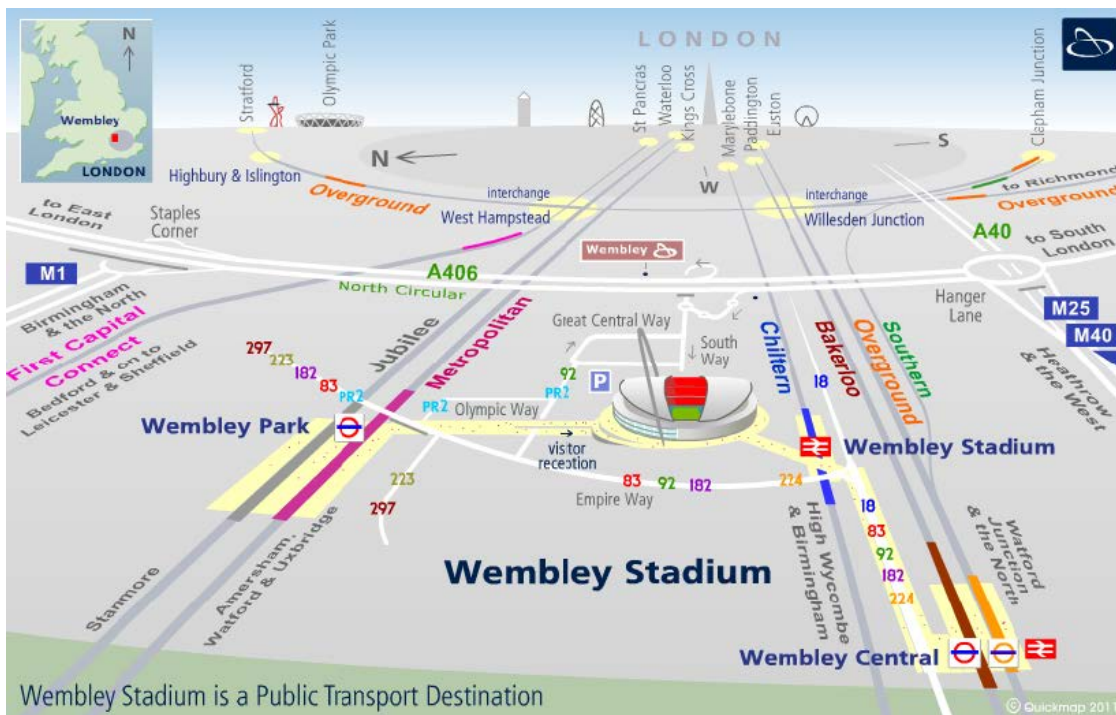 N
Wembley
LONDON
LONDON
Stratford
Olympic Park
St Pancras
Waterloo
Kings Cross
Marylebone
Paddington
Euston
Clapham Junction
N
S
W
Highbury & Islington
Overground
interchange
West Hampstead
interchange
Willesden Junction
to Richmond
Overground
to East
London
Staples
Corner
A40
to South
London
Wembley
M1
A406
North Circular
Birmingham
& the North
First Capital
Connect
Bedford & on to
Leicester & Sheffield
Hanger
Lane
M25
M40
Heathrow
& the West
Jubilee
Metropolitan
Great Central Way
South
Way
Chiltern
Bakerloo
Overground
Southern
297
223
182
83
PR2
PR2
92
PR2
P
18
Olympic Way
Wembley Park
visitor
reception
Wembley Stadium
223
297
83
92
182
224
Empire Way
18
83
92
182
224
Stanmore
Amersham,
Watford & Uxbridge
Wembley Stadium
High Wycombe
& Birmingham
Watford
Junction
& the North
Wembley Central
Wembley Stadium is a Public Transport Destination